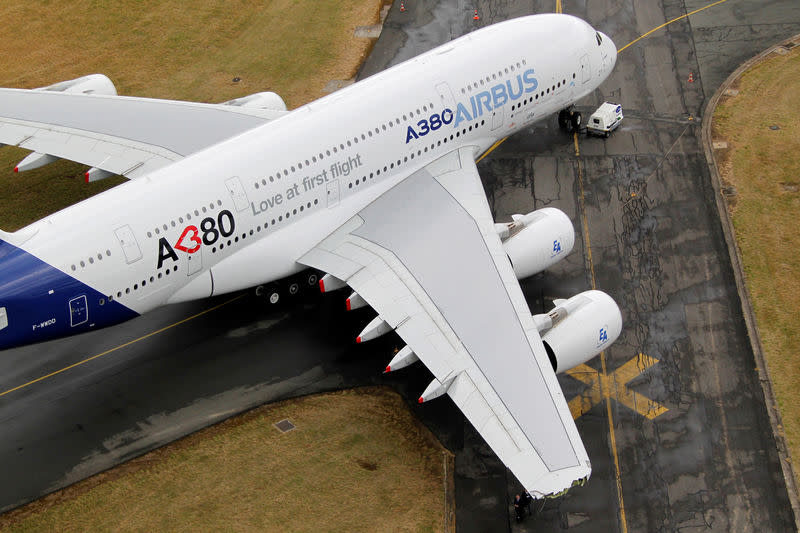 A380 AIRBUS
Love at first flight
A380
F-WWDD
EA
EA